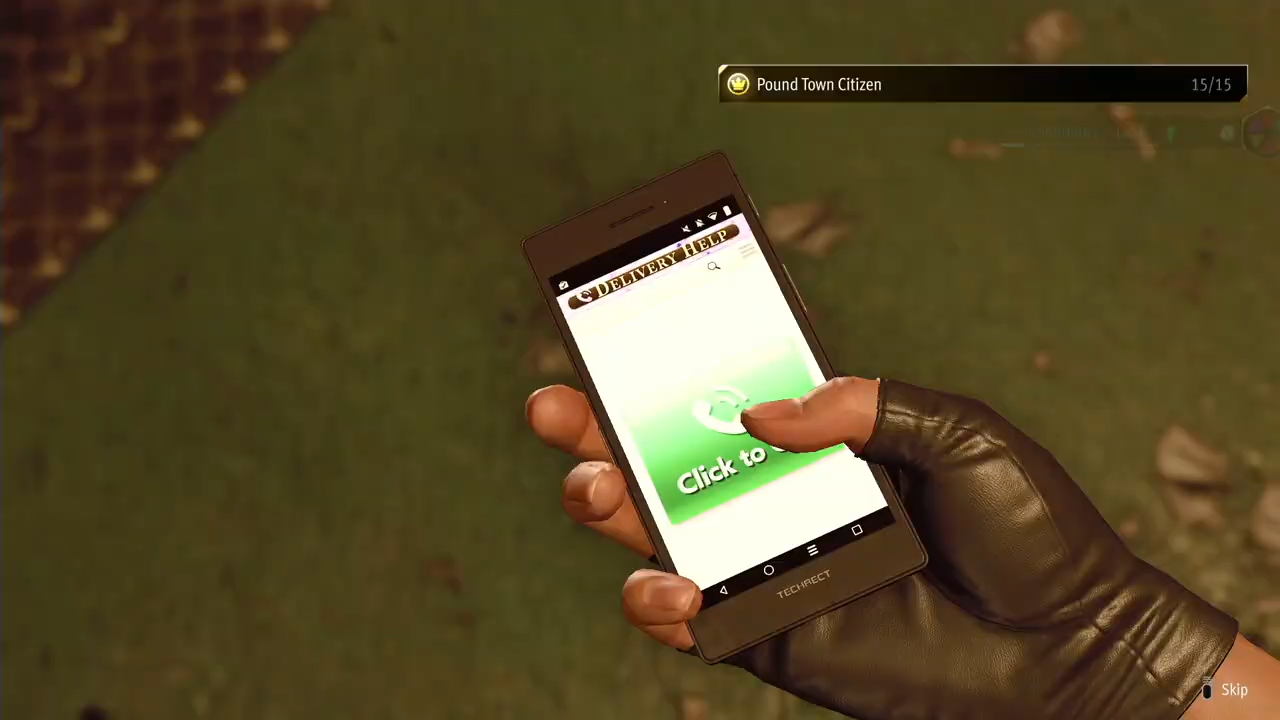 Pound Town Citizen 15/15
DELIVERY HELP
Click to
TECHRECT
Skip